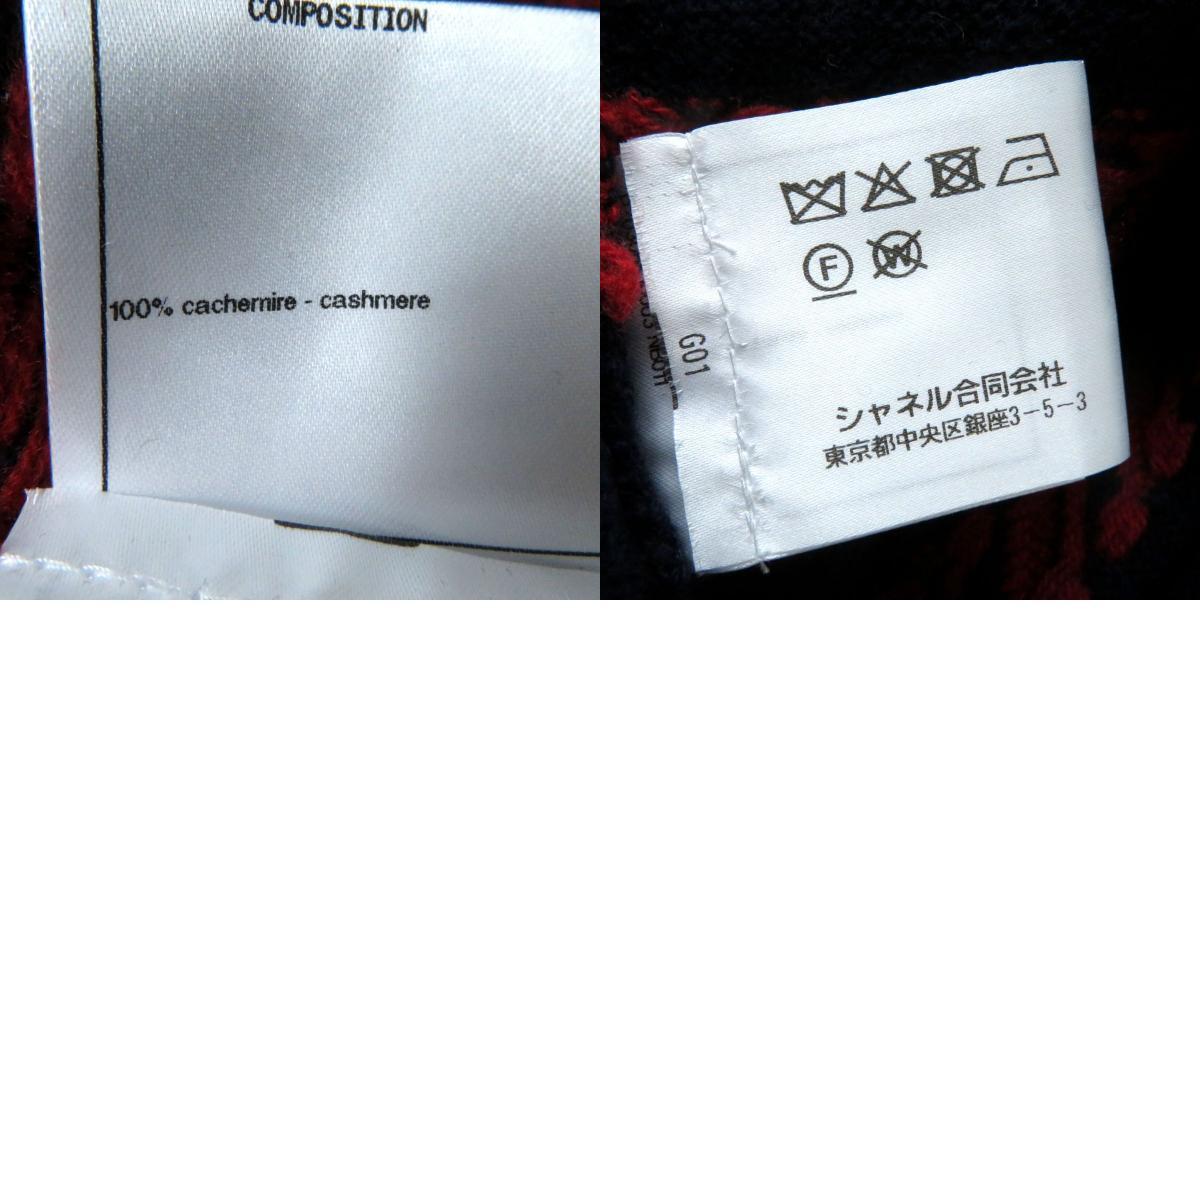 COMPOSITION
100% cachemire - cashmere
F
W
G01
シャネル合同会社
東京都中央区銀座3-5-3